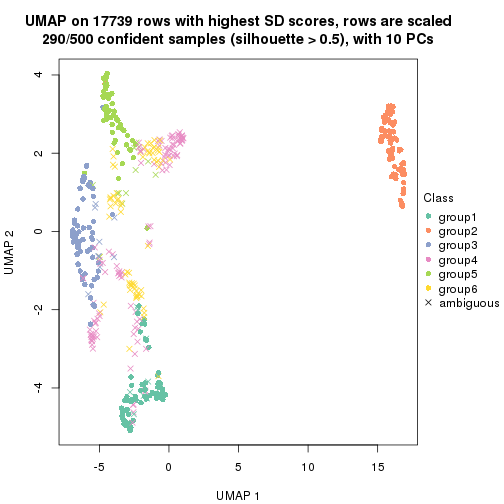 UMAP on 17739 rows with highest SD scores, rows are scaled
290/500 confident samples (silhouette > 0.5), with 10 PCs
4
2
0
-2
-4
UMAP 2
-5
0
5
10
15
UMAP 1
Class
group1
group2
group3
group4
group5
group6
ambiguous